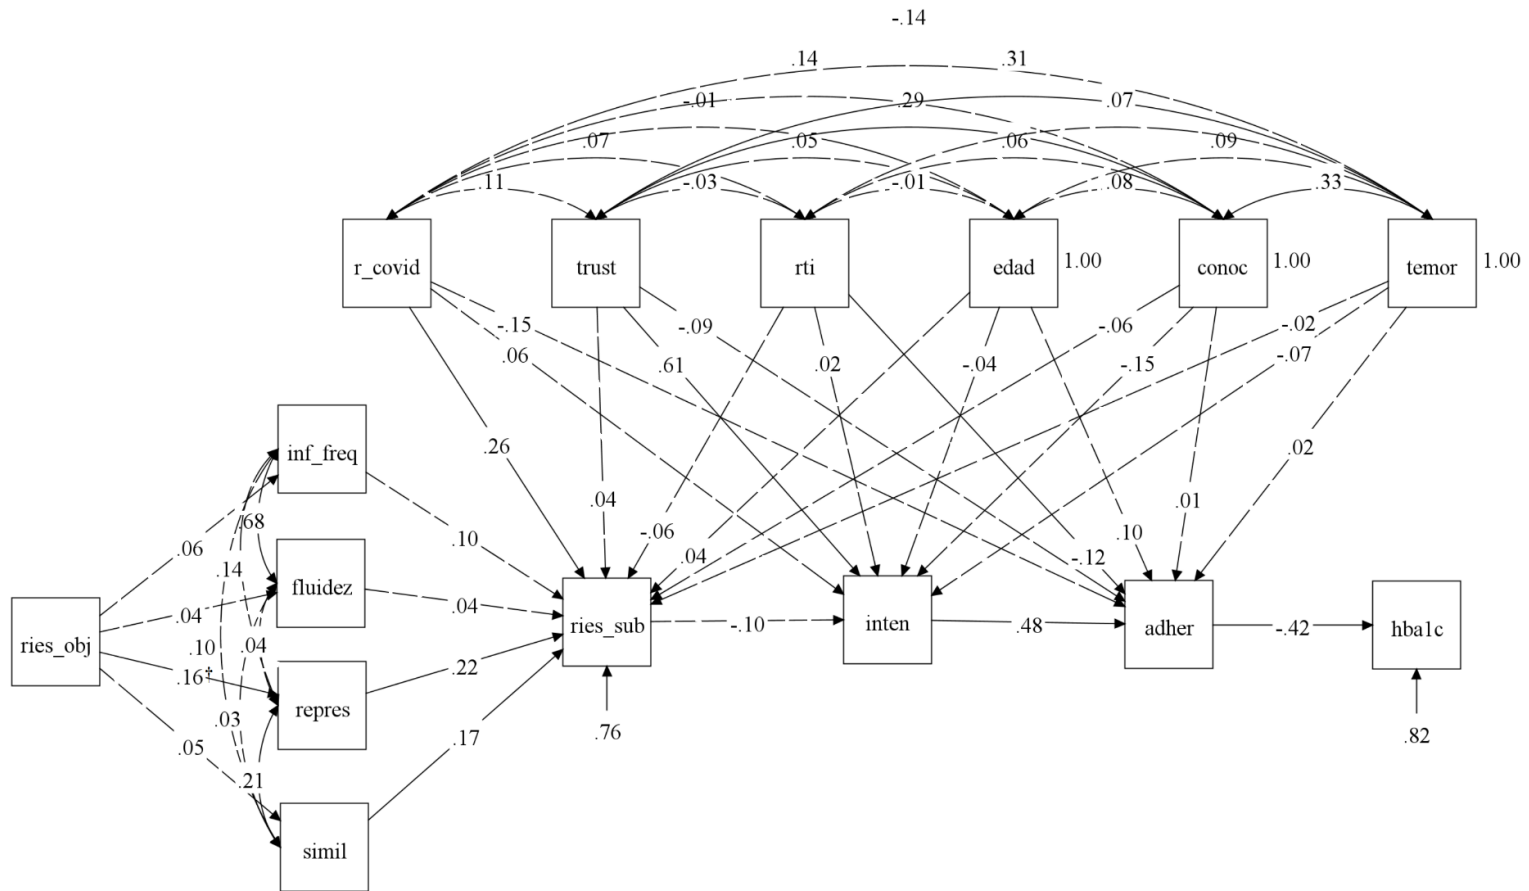 -.14
.14 .31
-.01 .29 .07
.07 .05 .06 .09
.11 -.03 -.01 .08 .33
r_covid trust rti edad 1.00 conoc 1.00 temor 1.00
-.15 -.09 -.06 -.02
.06 .61 .02 -.04 -.15 -.07
inf_freq .26 .02
.68 .04 .01
.06 .10 -.06 .04 .10 -.12
.14 fluidez
.04 .04 ries_sub -.10 inten .48 adher -.42 hba1c
ries_obj .10 .04
.16† .22
.03 repres
.05 .17 .76 .82
.21
simil